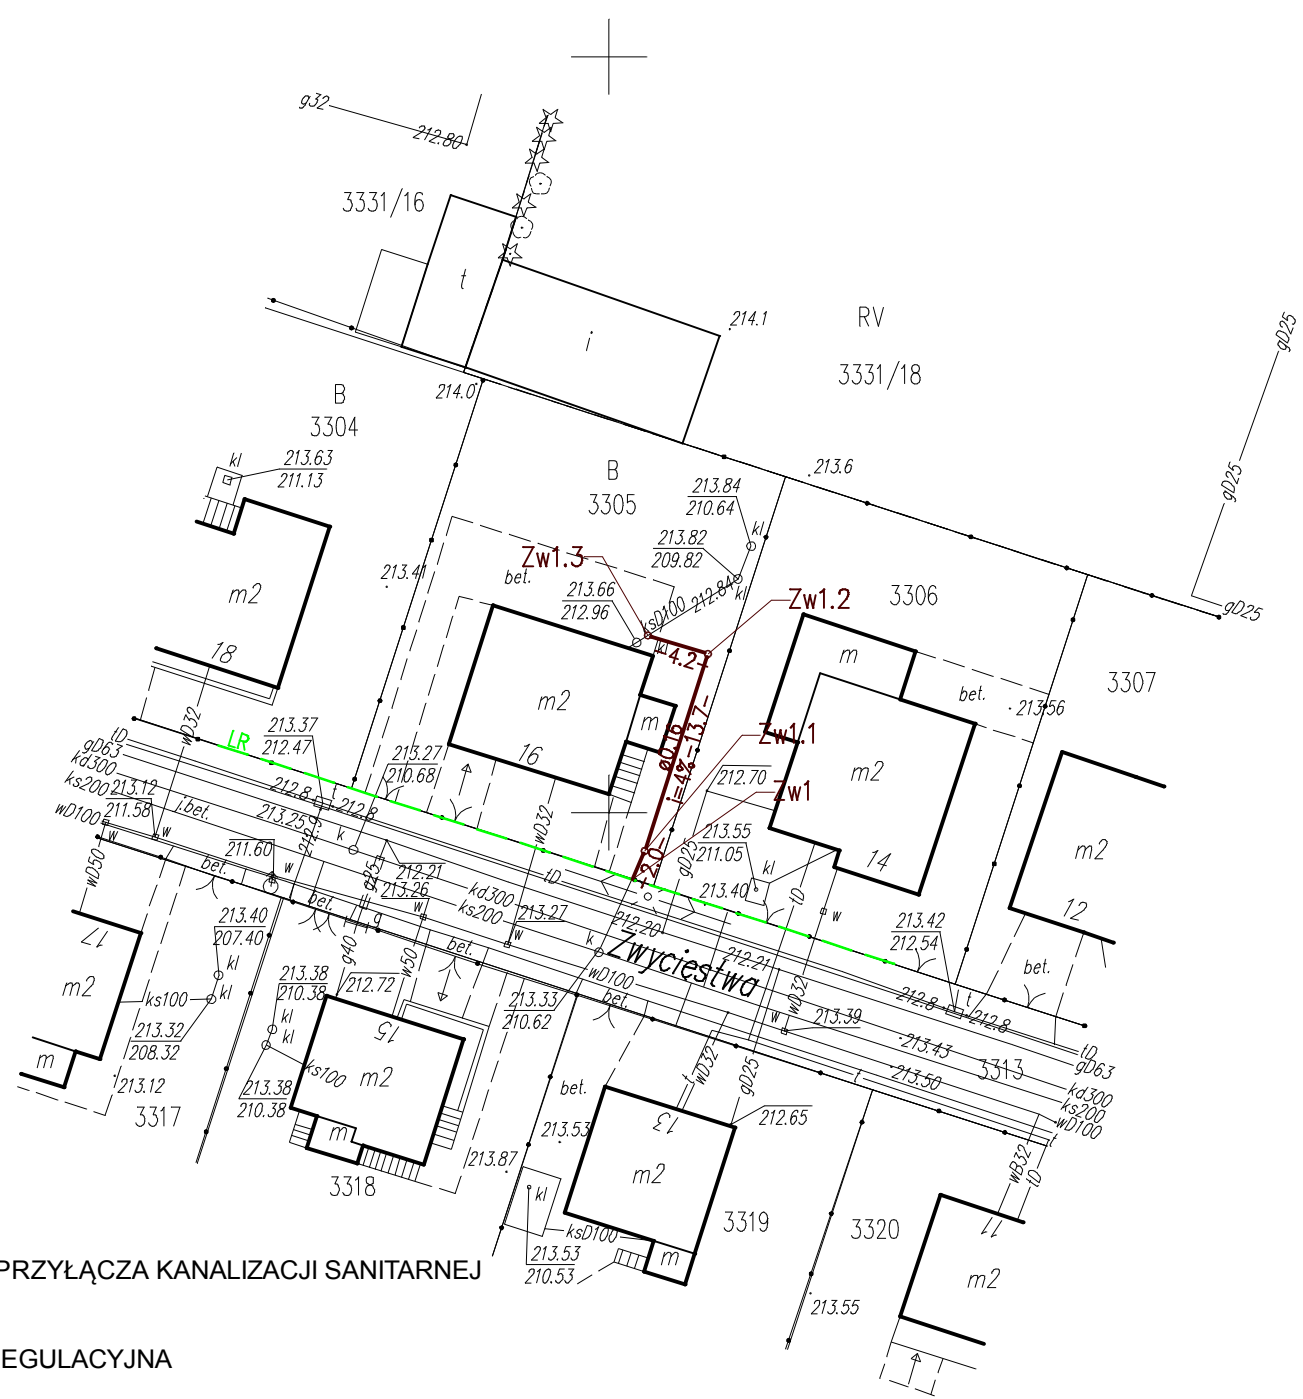 g32
212.80
3331/16
t
i
214.1
RV
3331/18
gD25
gD25
gD25
214.0
B
3304
kl
213.63
211.13
B
3305
213.6
213.84
210.64
kl
213.82
209.82
kl
Zw1.3
bet.
213.41
213.66
212.96
ksD100
212.84
kl
Zw1.2
3306
m2
18
4.2
m
bet.
213.56
3307
wD32
LR
213.37
212.47
m2
16
m
ø0.16
i=4%
13.7
Zw1.1
m2
14
tD
gD63
kd300
ks200
wD100
213.12
211.58
j.bet.
213.25
212.8
t
212.8
213.27
210.68
212.70
Zw1
213.55
211.05
kl
2.0
m2
12
w
w
k
212.9
wD32
gD25
213.40
tD
w
213.42
212.54
wD50
bet.
211.60
w
g25
212.21
213.26
kd300
ks200
tD
213.27
212.20
212.21
bet.
17
213.40
207.40
bet.
g
g40
w50
bet.
k
Zwycięstwa
wD100
bet.
wD32
w
213.39
212.8
t
212.8
m2
kl
kl
ks100
213.38
210.38
212.72
213.33
210.62
213.43
213.50
3313
tD
gD63
kd300
ks200
wD100
t
213.32
208.32
kl
kl
15
m2
ks100
213.38
210.38
m
213.12
3317
m
3318
bet.
wD32
t
gD25
t
212.65
13
213.53
213.87
m2
kl
ksD100
213.53
210.53
m
3319
3320
wB32
tD
11
m2
213.55
PRZYŁĄCZA KANALIZACJI SANITARNEJ
EGULACYJNA